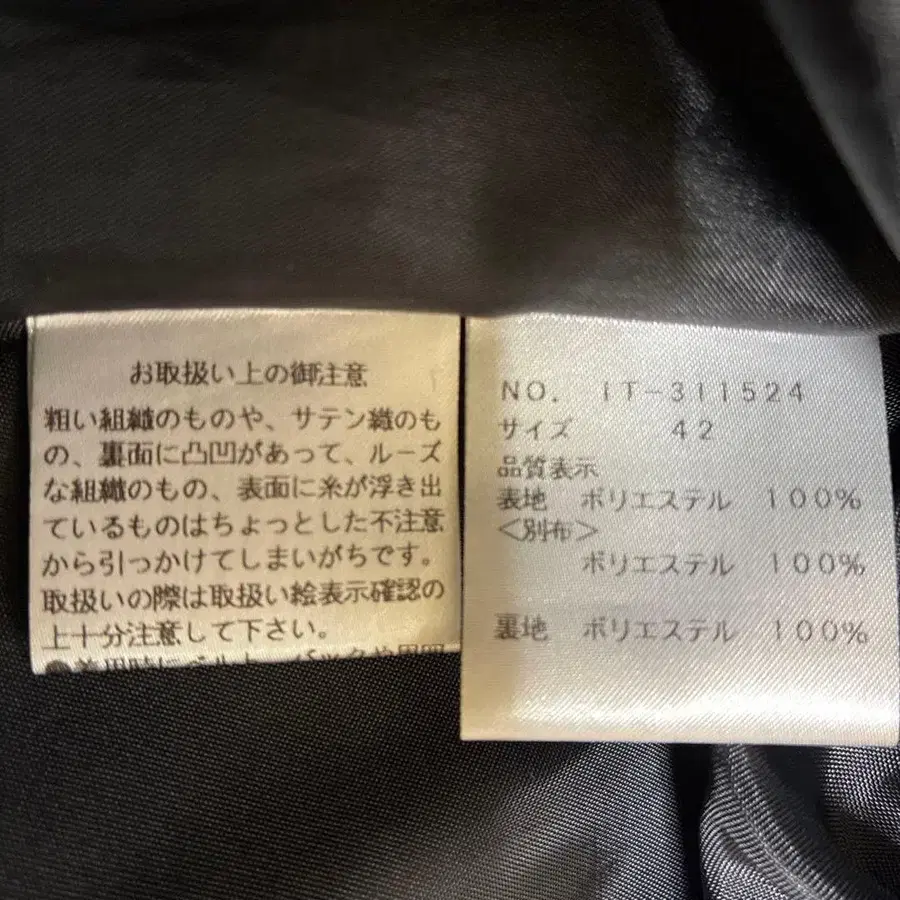 お取扱い上の御注意
粗い組織のものや、サテン織のも
の、裏面に凸凹があって、ルーズ
な組織のもの、表面に糸が浮き出
ているものはちょっとした不注意
から引っかけてしまいがちです。
取扱いの際は取扱い絵表示確認の
上十分注意して下さい。
NO. IT-311524
サイズ 42
品質表示
表地 ポリエステル 100%
<別布>
ポリエステル 100%
裏地 ポリエステル 100%